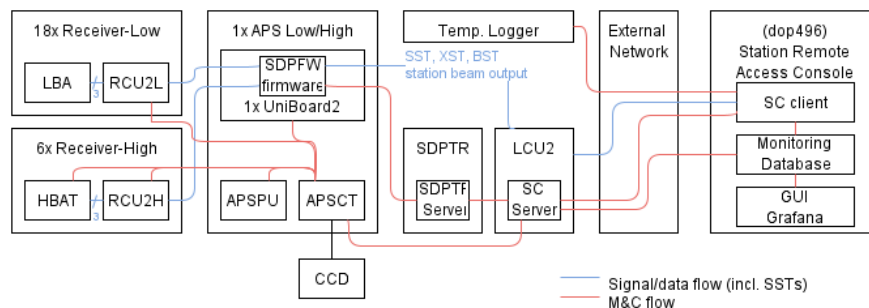 18x Receiver-Low
LBA
3
RCU2L
6x Receiver-High
HBAT
3
RCU2H
1x APS Low/High
SDPFW
firmware
1x UniBoard2
APSPU
APSCT
CCD
Temp. Logger
SST, XST, BST
station beam output
SDPTR
SDPTR
Server
LCU2
SC
Server
External
Network
(dop496)
Station Remote
Access Console
SC client
Monitoring
Database
GUI
Grafana
Signal/data flow (incl. SSTs)
M&C flow